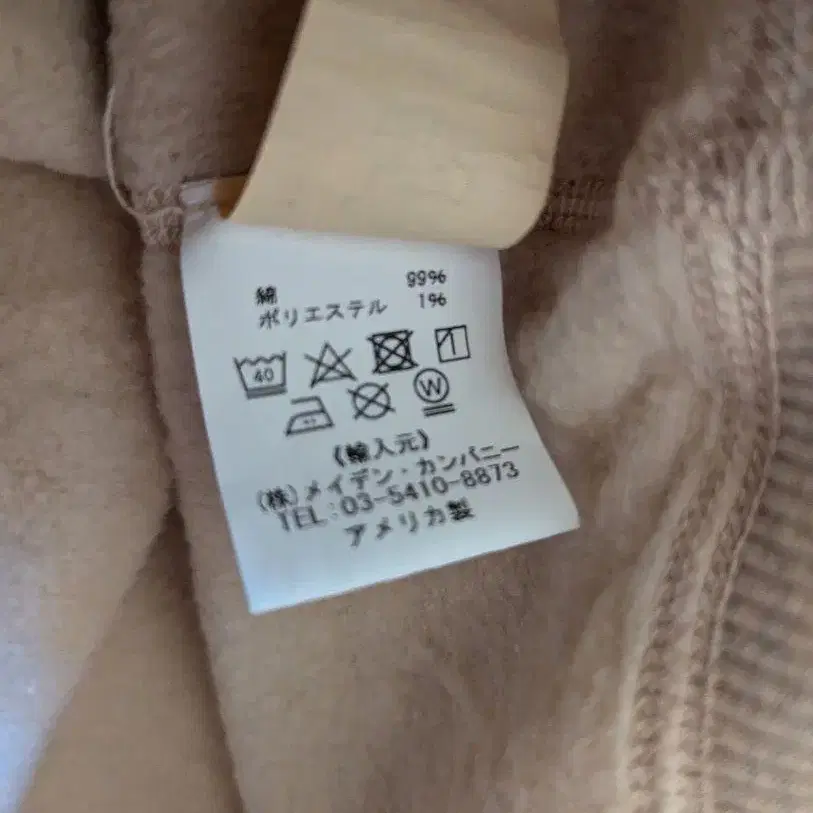 綿 99%
ポリエステル 1%
40
W
(輸入元)
(株)メイデン・カンパニー
TEL:03-5410-8873
アメリカ製